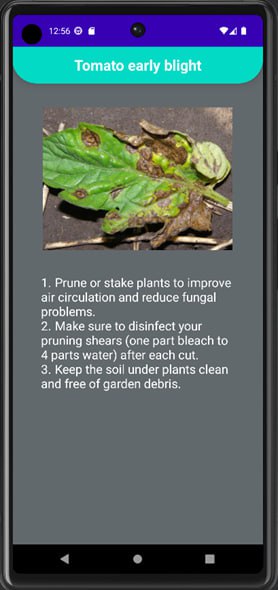 12:56
Tomato early blight
1. Prune or stake plants to improve
air circulation and reduce fungal
problems.
2. Make sure to disinfect your
pruning shears (one part bleach to
4 parts water) after each cut.
3. Keep the soil under plants clean
and free of garden debris.